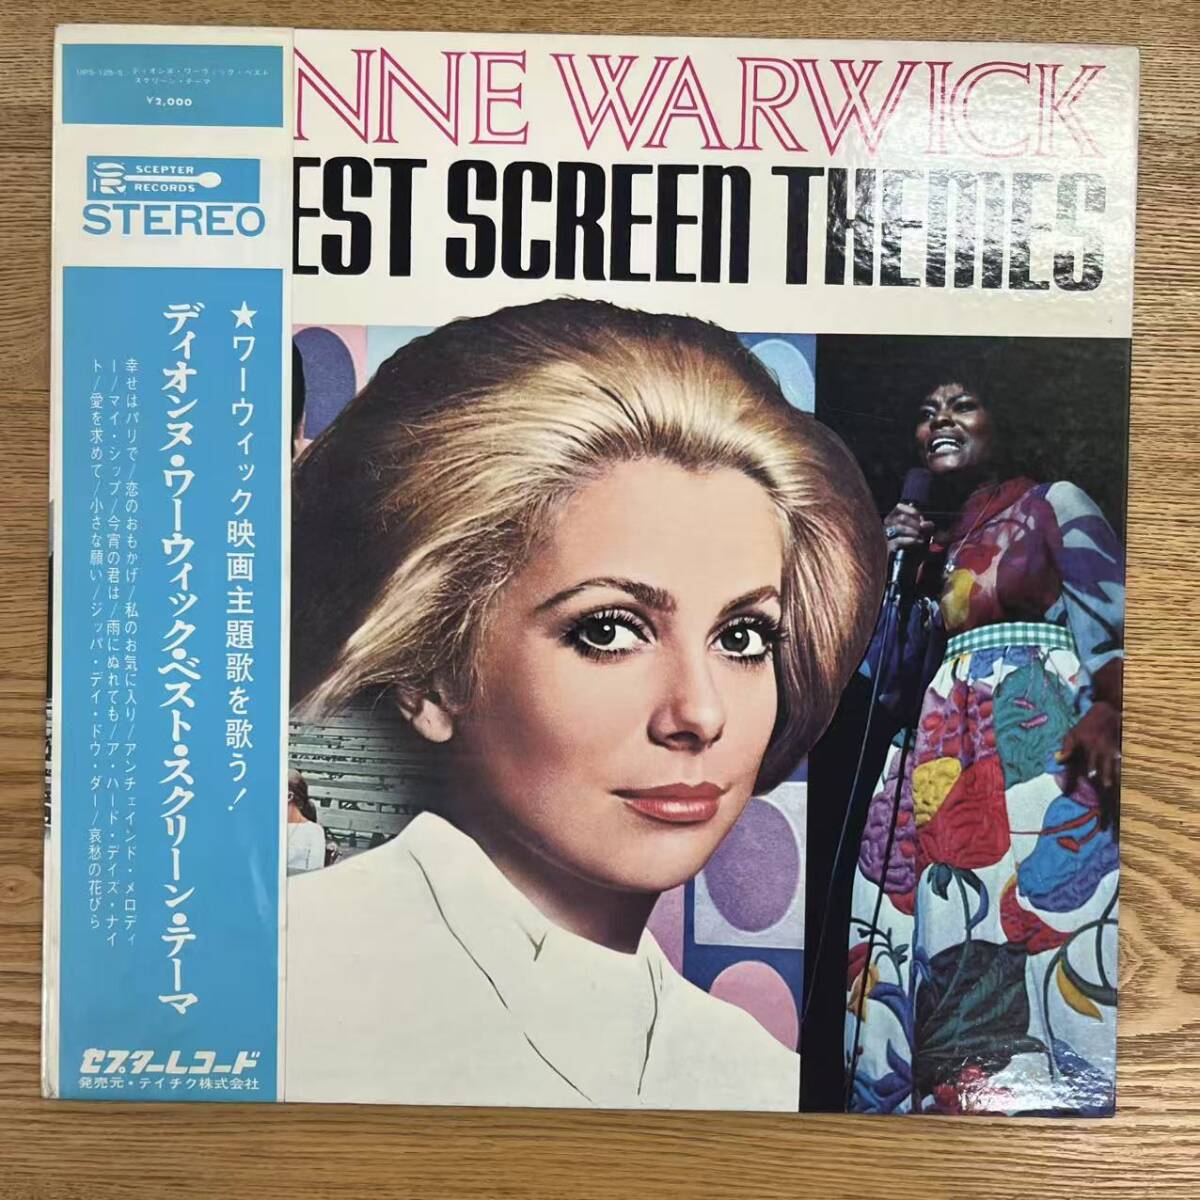 NNE WARWICK
EST SCREEN THEMES
UPS-125-S ディオンヌ・ワーウィック・ベスト
スクリーン・テーマ
¥2,000
SCEPTER
RECORDS
STEREO
★ワーウィック映画主題歌を歌う!
ディオンヌ・ワーウィック・ベスト・スクリーン・テーマ
幸せはパリで/恋のおもかげ/私のお気に入り/アンチェインド・メロディ
ー/マイ・シップ/今宵の君は/雨にぬれても/ア・ハード・デイズ・ナイ
ト/愛を求めて/小さな願い/ジッパ・デイ・ドウ・ダー/哀愁の花びら
セプターレコード
発売元・テイチク株式会社